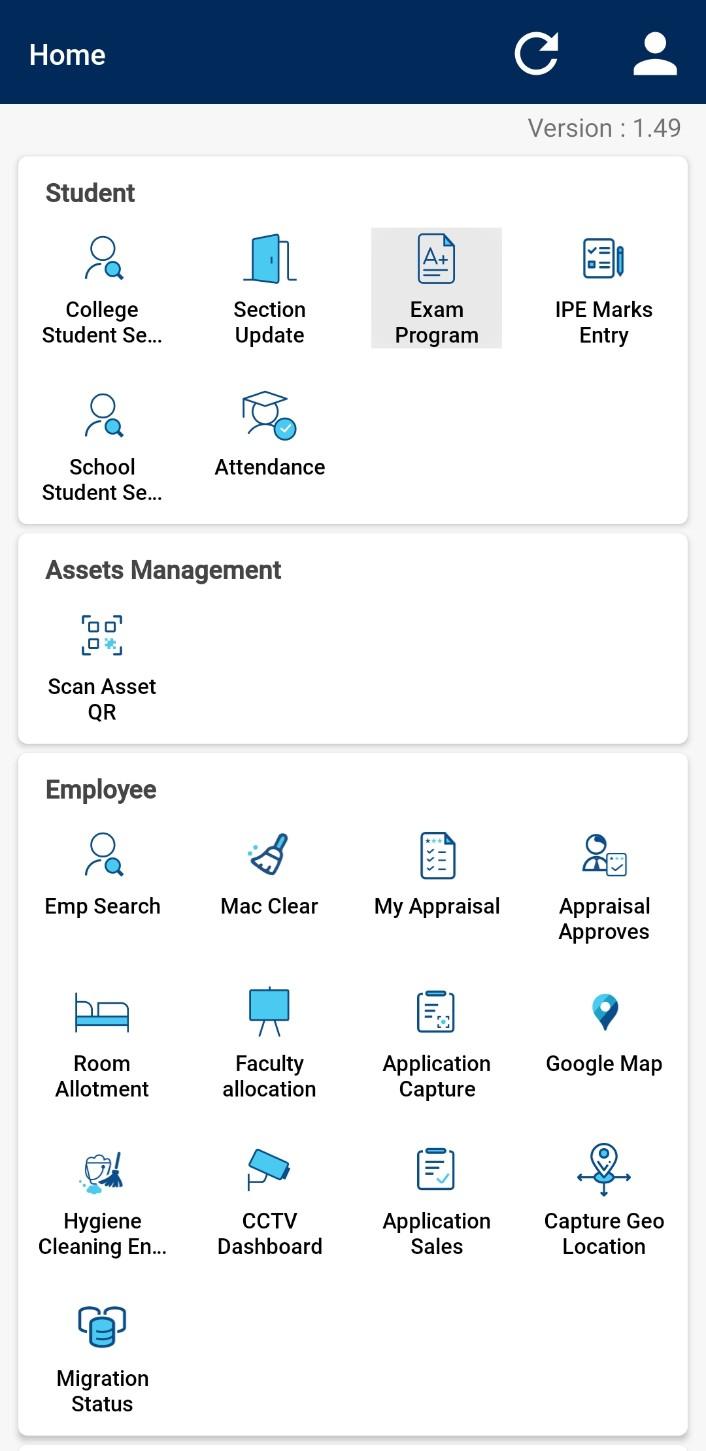 Home
Version : 1.49
Student
College
Student Se...
Section
Update
A+
Exam
Program
IPE Marks
Entry
School
Student Se...
Attendance
Assets Management
Scan Asset
QR
Employee
Emp Search
Mac Clear
My Appraisal
Appraisal
Approves
Room
Allotment
Faculty
allocation
Application
Capture
Google Map
Hygiene
Cleaning En...
CCTV
Dashboard
Application
Sales
Capture Geo
Location
Migration
Status